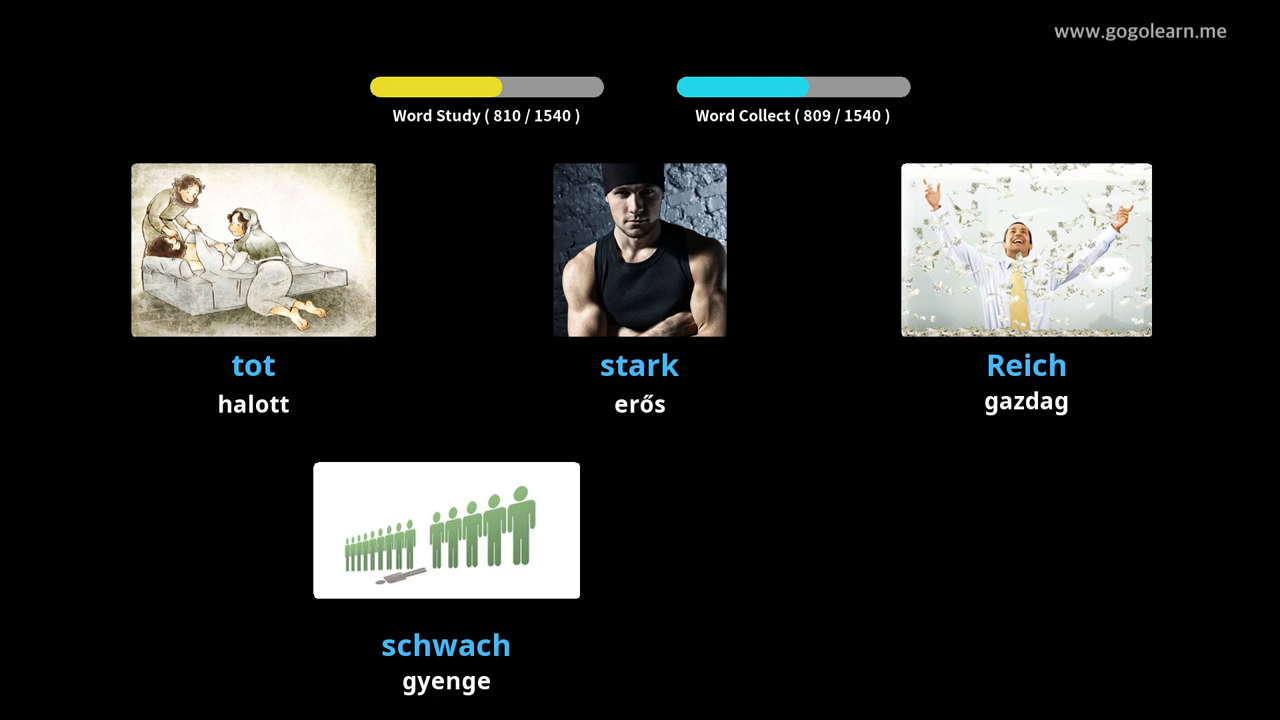 www.gogolearn.me
Word Study ( 810 / 1540 )
Word Collect ( 809 / 1540 )
tot
halott
stark
erős
Reich
gazdag
schwach
gyenge